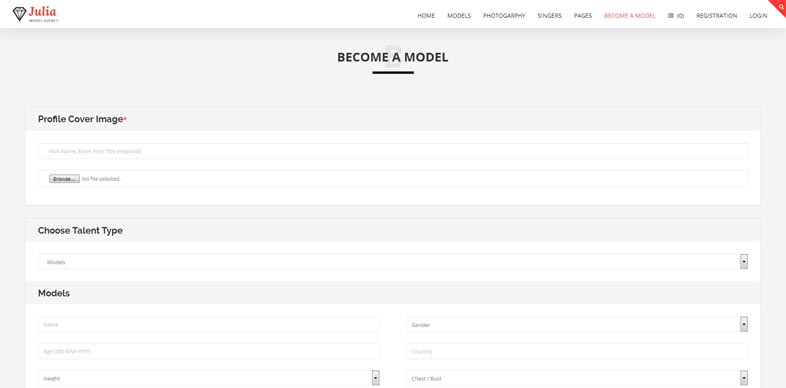 Julia
MODEL AGENCY
HOME MODELS PHOTOGARPHY SINGERS PAGES BECOME A MODEL (0) REGISTRATION LOGIN
B
BECOME A MODEL
Profile Cover Image*
Nick Name, Enter Post Title (required)
Browse... No file selected.
Choose Talent Type
Models
Models
Name Gender
Age ( DD-MM-YYYY) Country
Height Chest / Bust